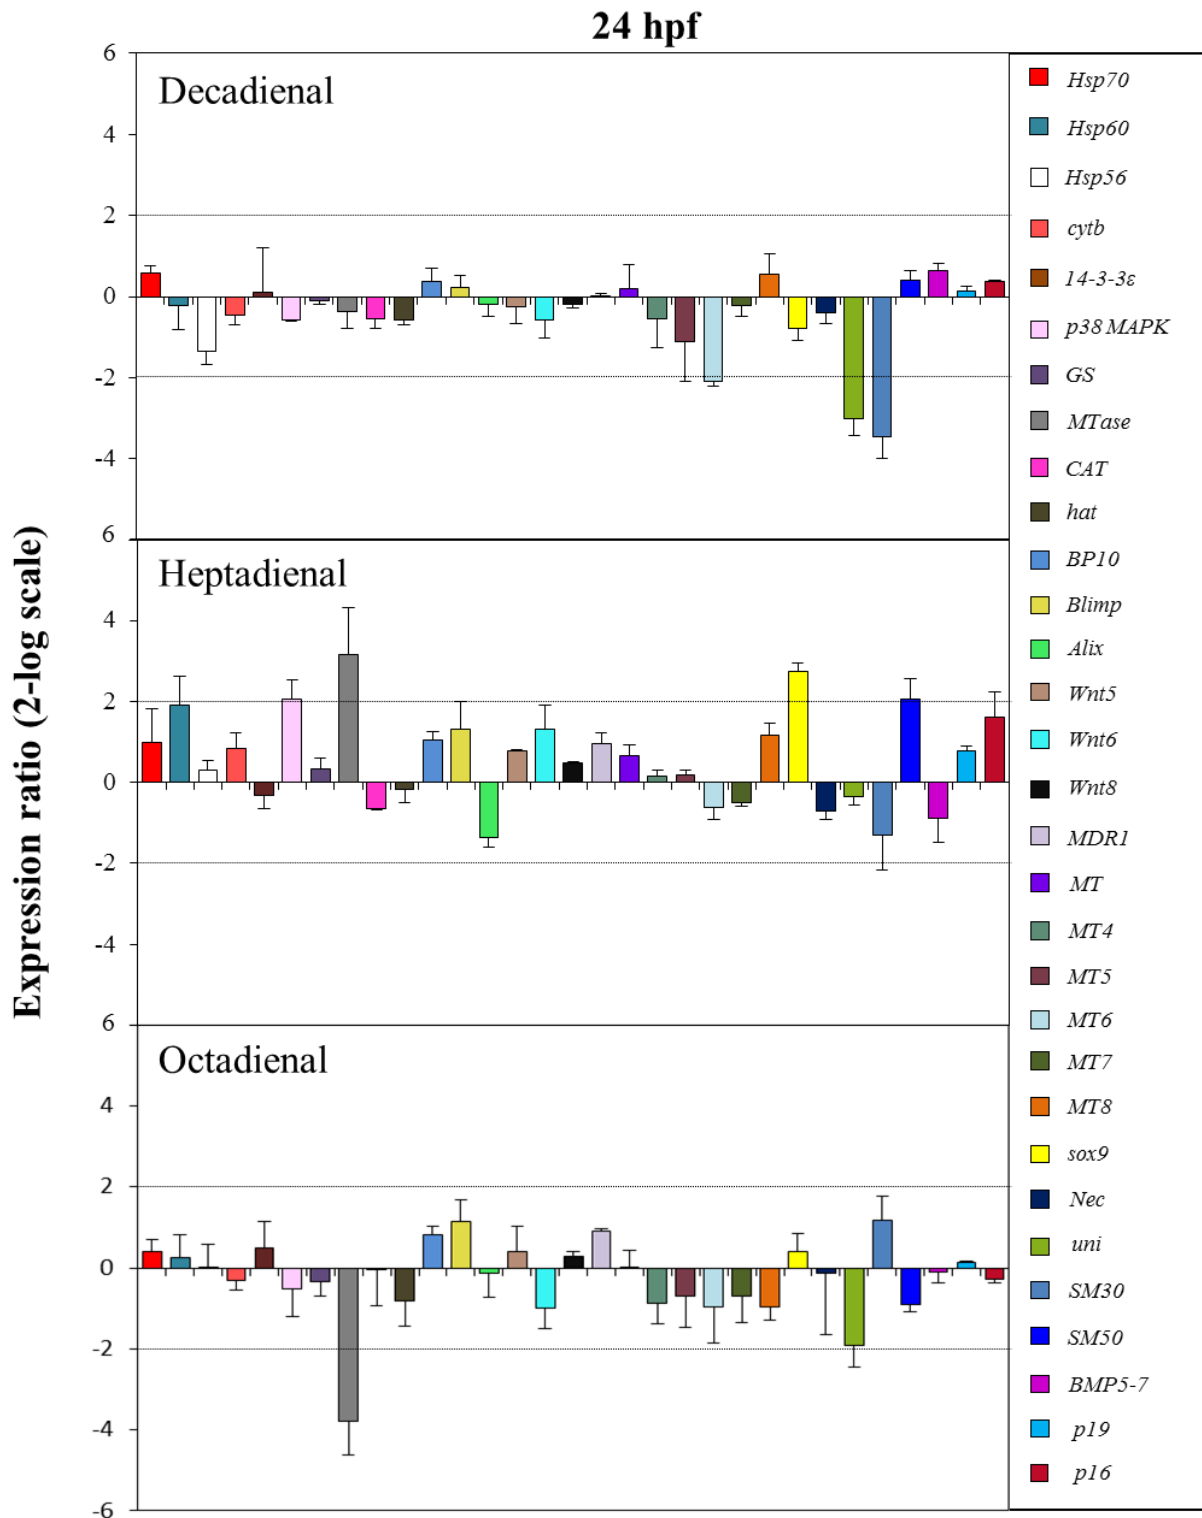 24 hpf
Expression ratio (2-log scale)
6
Decadienal
4
2
0
-2
-4
6
Heptadienal
4
2
0
-2
-4
6
Octadienal
4
2
0
-2
-4
-6
Hsp70
Hsp60
Hsp56
cytb
14-3-3ε
p38 MAPK
GS
MTase
CAT
hat
BP10
Blimp
Alix
Wnt5
Wnt6
Wnt8
MDR1
MT
MT4
MT5
MT6
MT7
MT8
sox9
Nec
uni
SM30
SM50
BMP5-7
p19
p16